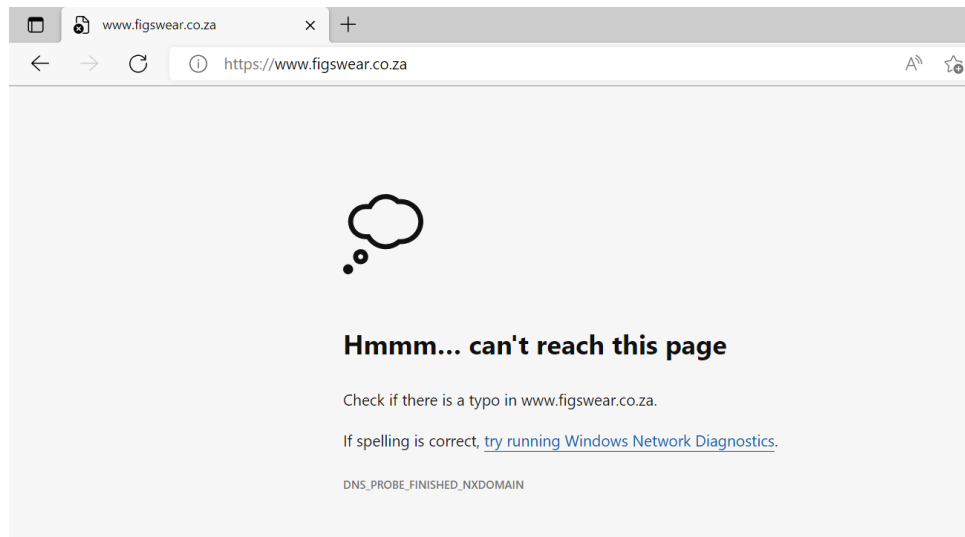 www.figswear.co.za
https://www.figswear.co.za
Hmmm... can't reach this page
Check if there is a typo in www.figswear.co.za.
If spelling is correct, try running Windows Network Diagnostics.
DNS_PROBE_FINISHED_NXDOMAIN